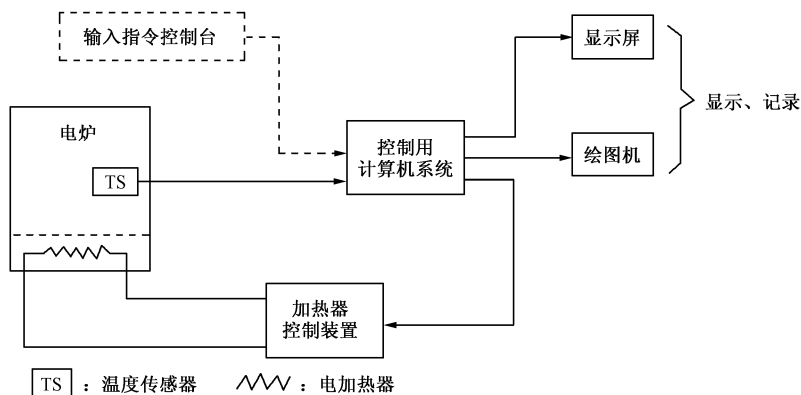 输入指令控制台
显示屏
显示、记录
电炉
TS
控制用
计算机系统
绘图机
加热器
控制装置
TS ：温度传感器
：电加热器